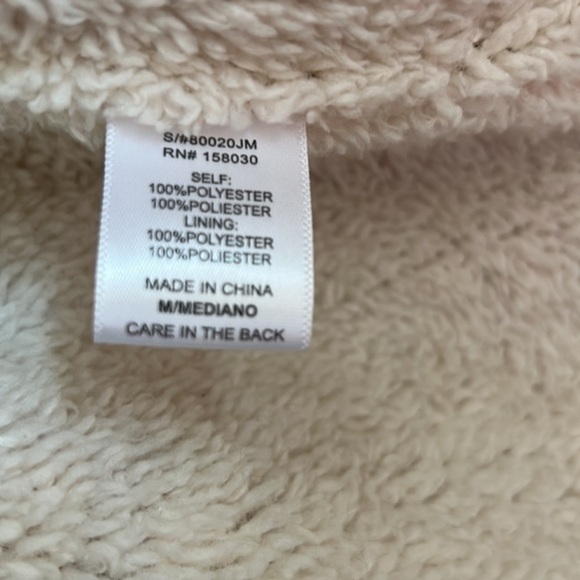 S/#80020JM
RN# 158030
SELF:
100%POLYESTER
100%POLIESTER
LINING:
100%POLYESTER
100%POLIESTER
MADE IN CHINA
M/MEDIANO
CARE IN THE BACK